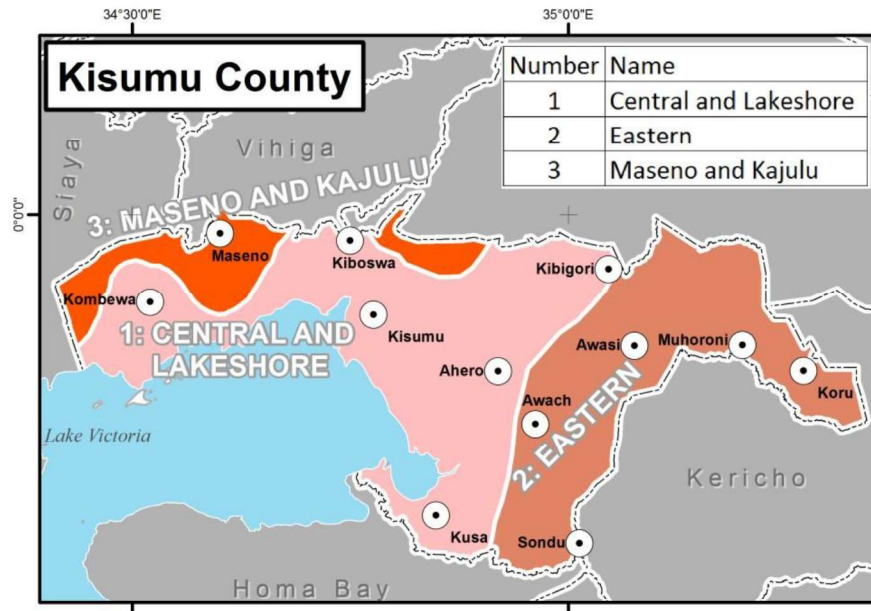 34°30'0"E
35°0'0"E
Kisumu County
Number Name
1 Central and Lakeshore
2 Eastern
3 Maseno and Kajulu
Siaya
Vihiga
0°0'0"
3: MASENO AND KAJULU
Maseno
Kiboswa
Kibigori
Kombewa
1: CENTRAL AND
LAKESHORE
Kisumu
Awasi
Muhoroni
Ahero
Koru
Awach
2: EASTERN
Lake Victoria
Kericho
Kusa
Sondu
Homa Bay